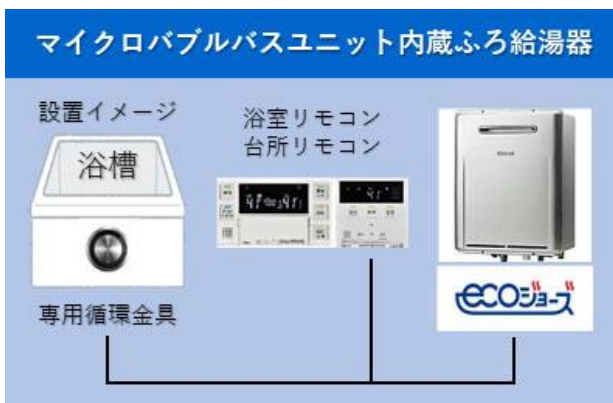 マイクロバブルバスユニット内蔵ふろ給湯器
設置イメージ
浴槽
専用循環金具
浴室リモコン
台所リモコン
Rinnai
ecoジョーズ